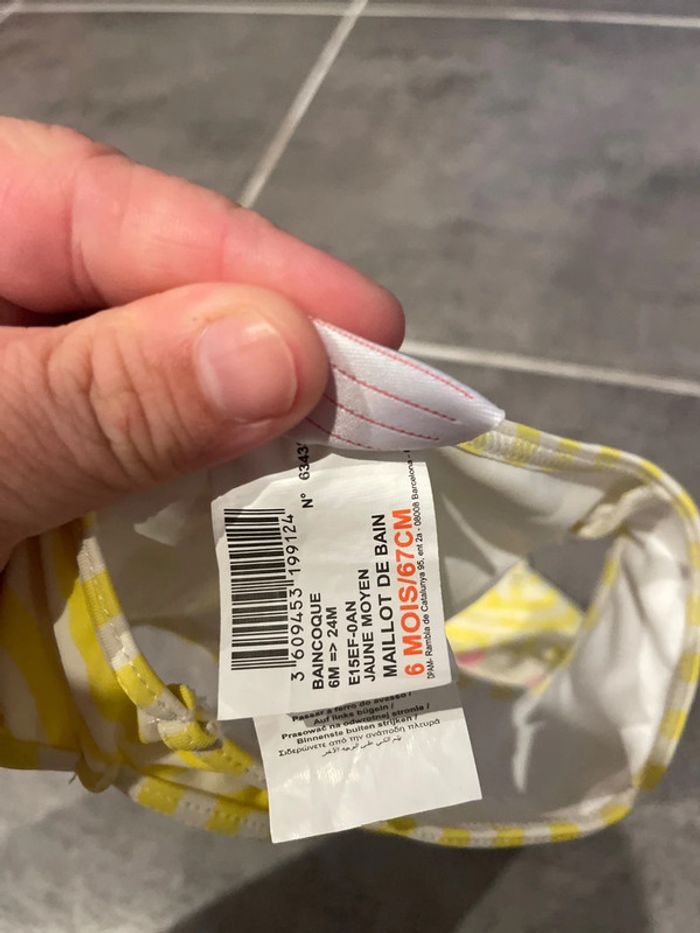 3 609453 199124
N° 6343
BAINCOQUE
6M => 24M
E15EF-0AN
JAUNE MOYEN
MAILLOT DE BAIN
6 MOIS/67CM
DPAM- Rambla de Catalunya 95, ent 2a - 08008 Barcelona -
Passar a ferro do avesso /
Auf links bügeln /
Prasować na odwrotnej stronie /
Binnenste buiten strijken /
Σιδερώνετε από την ανάποδη πλευρά